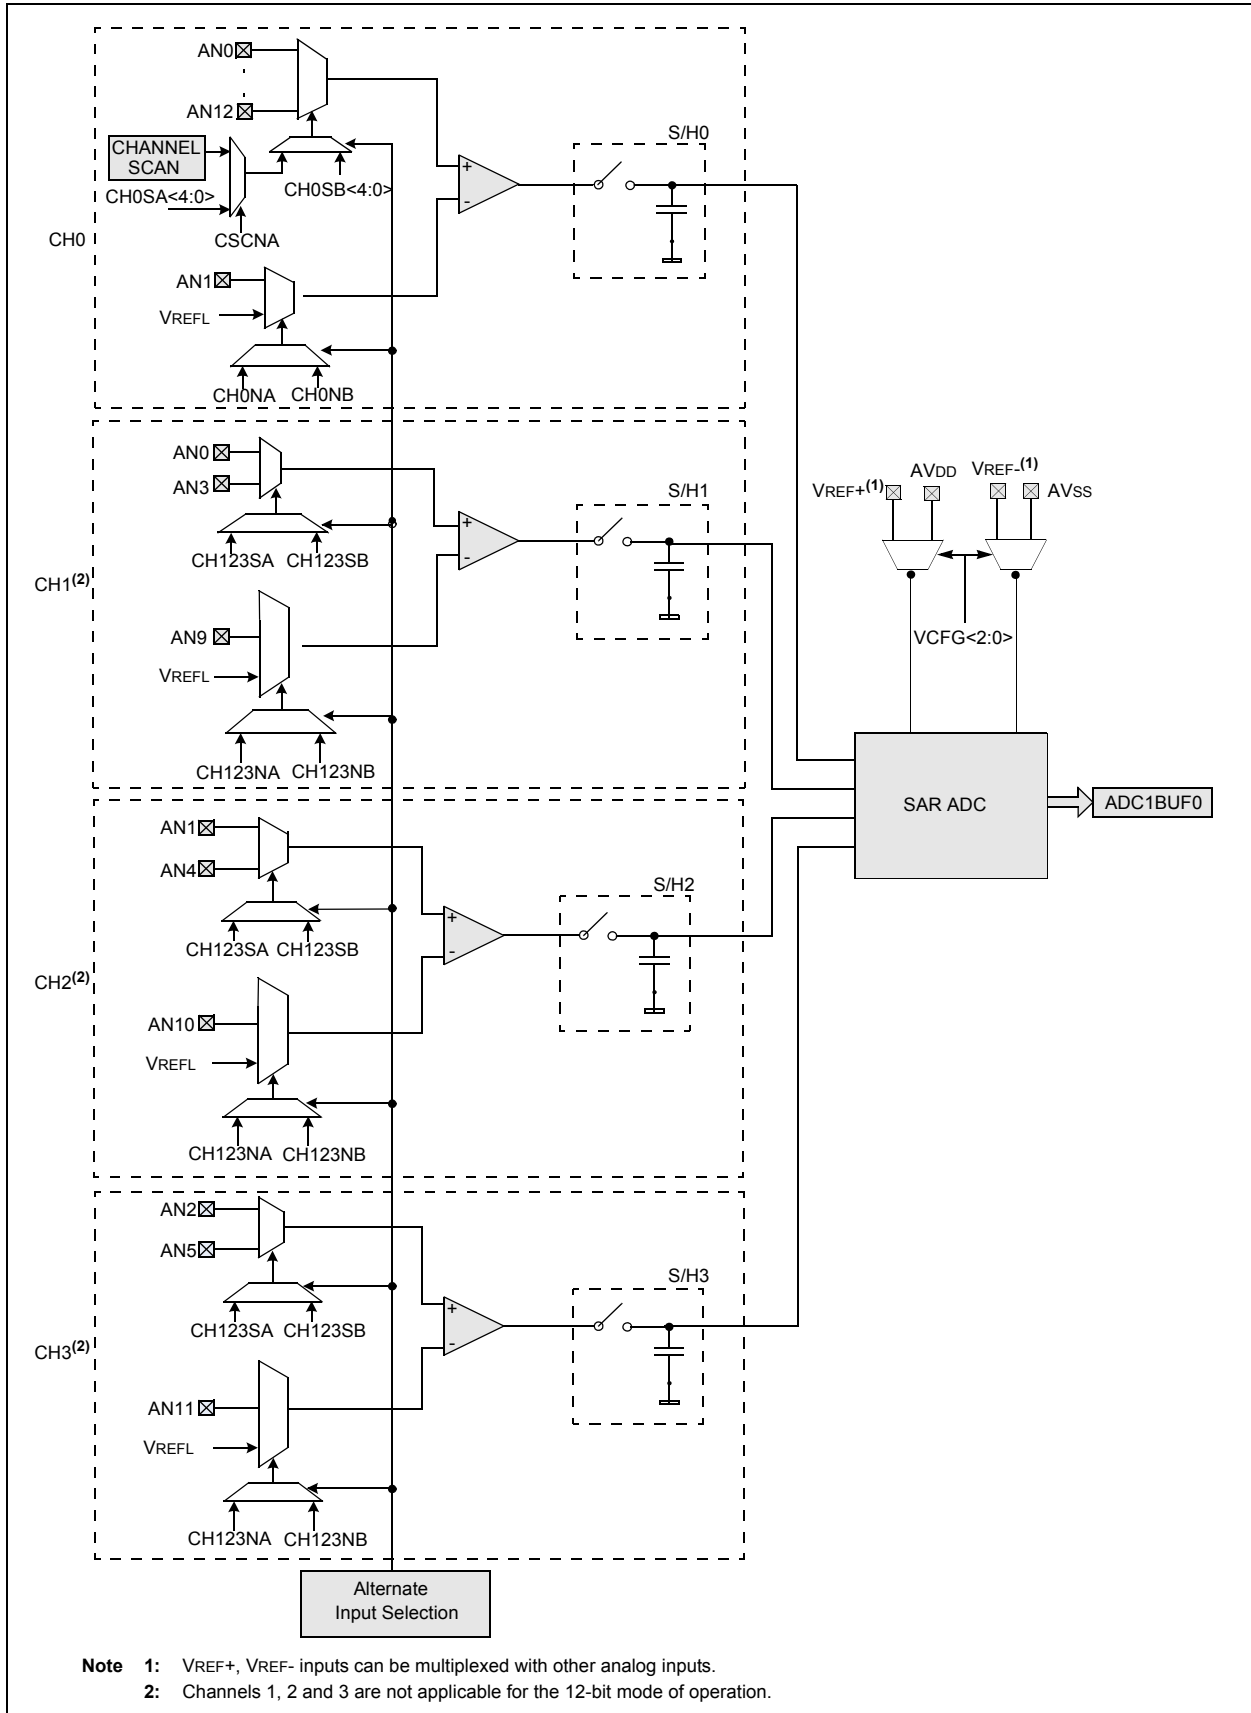 AN0
AN12
CHANNEL
SCAN
CH0SA<4:0>
CH0SB<4:0>
CSCNA
CH0
AN1
VREFL
CH0NA CH0NB
+
-
S/H0
AN0
AN3
CH123SA CH123SB
CH1(2)
AN9
VREFL
CH123NA CH123NB
+
-
S/H1
VREF+(1)
AVDD
VREF-(1)
AVSS
VCFG<2:0>
SAR ADC
ADC1BUF0
AN1
AN4
CH123SA CH123SB
CH2(2)
AN10
VREFL
CH123NA CH123NB
+
-
S/H2
AN2
AN5
CH123SA CH123SB
CH3(2)
AN11
VREFL
CH123NA CH123NB
+
-
S/H3
Alternate
Input Selection
Note 1: VREF+, VREF- inputs can be multiplexed with other analog inputs.
2: Channels 1, 2 and 3 are not applicable for the 12-bit mode of operation.